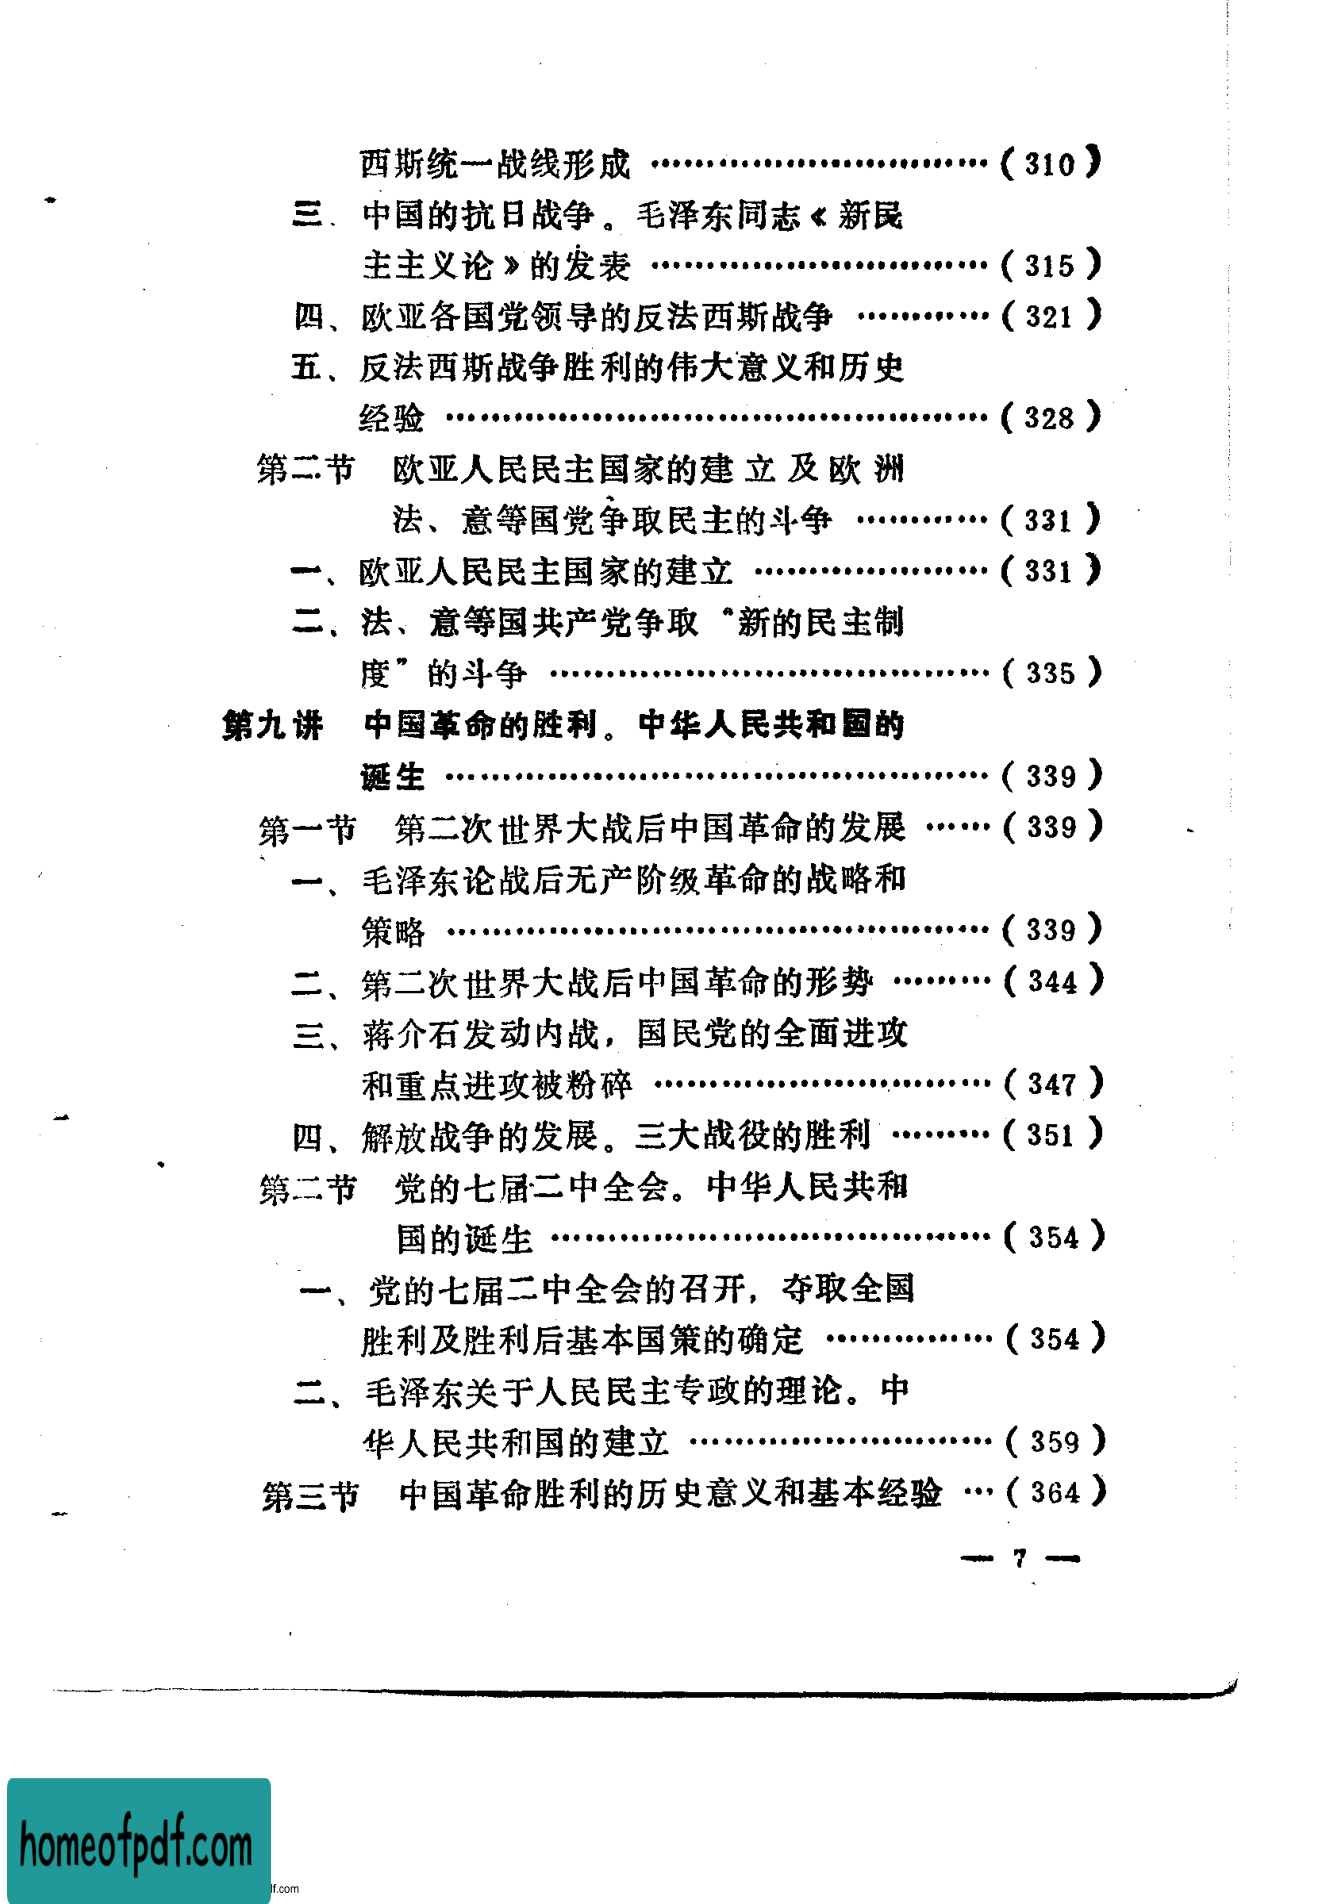 西斯统一战线形成 ……………………………(310)
三、中国的抗日战争。毛泽东同志《新民
主主义论》的发表 ……………………………(315)
四、欧亚各国党领导的反法西斯战争 …………(321)
五、反法西斯战争胜利的伟大意义和历史
经验 ………………………………………………(328)
第二节 欧亚人民民主国家的建立及欧洲
法、意等国党争取民主的斗争 …………(331)
一、欧亚人民民主国家的建立 …………………(331)
二、法、意等国共产党争取“新的民主制
度”的斗争 ……………………………………(335)
第九讲 中国革命的胜利。中华人民共和国的
诞生 ………………………………………………(339)
第一节 第二次世界大战后中国革命的发展 ……(339)
一、毛泽东论战后无产阶级革命的战略和
策略 ………………………………………………(339)
二、第二次世界大战后中国革命的形势 ………(344)
三、蒋介石发动内战，国民党的全面进攻
和重点进攻被粉碎 ……………………………(347)
四、解放战争的发展。三大战役的胜利 ………(351)
第二节 党的七届二中全会。中华人民共和
国的诞生 ……………………………………(354)
一、党的七届二中全会的召开，夺取全国
胜利及胜利后基本国策的确定 ……………(354)
二、毛泽东关于人民民主专政的理论。中
华人民共和国的建立 …………………………(359)
第三节 中国革命胜利的历史意义和基本经验 …(364)
— 7 —
homeofpdf.com
lf.com